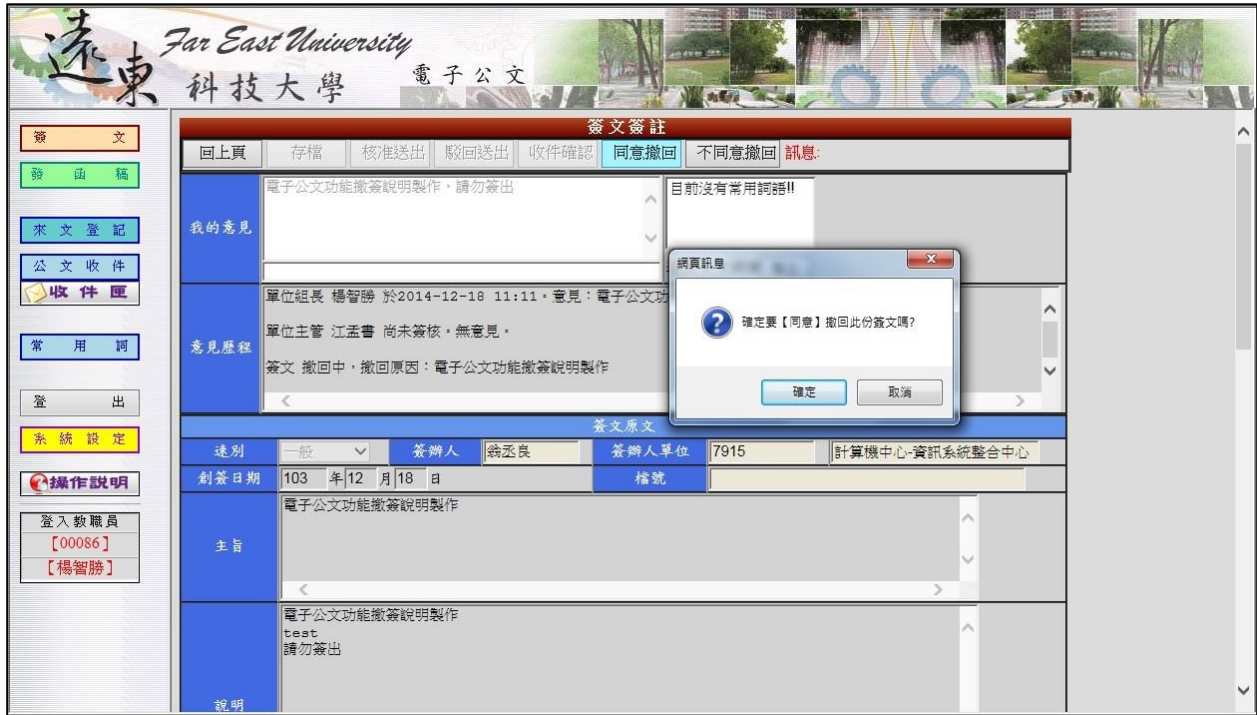 遠東
Far East University
科技大學
電子公文
簽文
發函稿
來文登記
公文收件
收件匣
常用詞
登出
系統設定
操作說明
登入教職員
【00086】
【楊智勝】
簽文簽註
回上頁 存檔 核准送出 駁回送出 收件確認 同意撤回 不同意撤回 訊息:
我的意見
電子公文功能撤簽說明製作，請勿簽出
目前沒有常用詞語!!
意見歷程
單位組長 楊智勝 於2014-12-18 11:11。意見：電子公文功
單位主管 江孟書 尚未簽核。無意見。
簽文 撤回中，撤回原因：電子公文功能撤簽說明製作
網頁訊息
確定要【同意】撤回此份簽文嗎?
確定 取消
簽文原文
速別 一般 簽辦人 翁丞良 簽辦人單位 7915 計算機中心-資訊系統整合中心
創簽日期 103 年 12 月 18 日 檔號
主旨
電子公文功能撤簽說明製作
說明
電子公文功能撤簽說明製作
test
請勿簽出